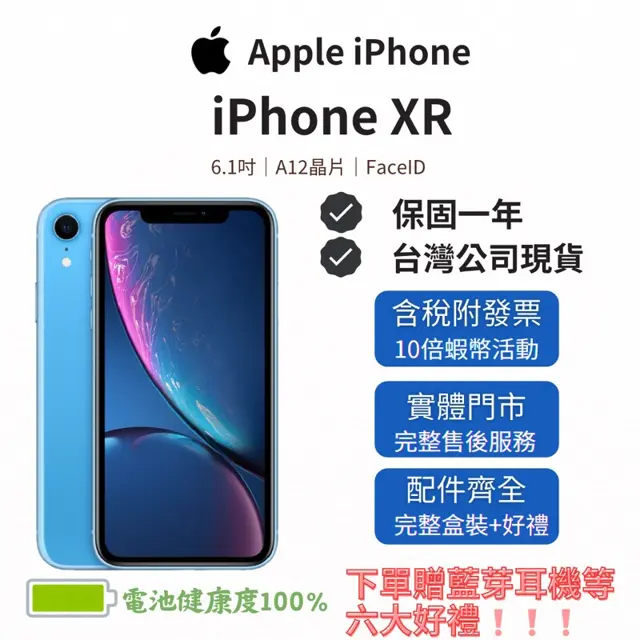 Apple iPhone
iPhone XR
6.1吋｜A12晶片｜FaceID
保固一年
台灣公司現貨
含稅附發票
10倍蝦幣活動
實體門市
完整售後服務
配件齊全
完整盒裝+好禮
電池健康度100%
下單贈藍芽耳機等
六大好禮❗❗❗